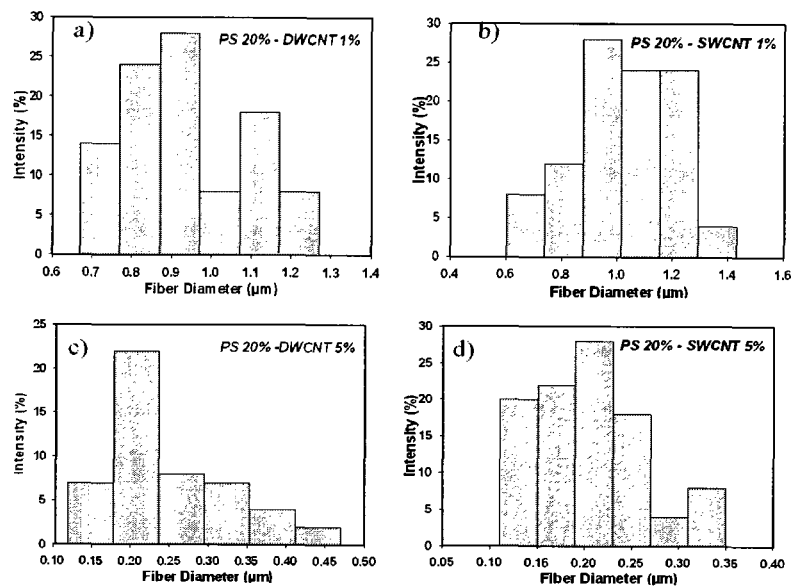 a)
PS 20% - DWCNT 1%
30
25
20
15
10
5
0
Intensity (%)
0.6 0.7 0.8 0.9 1.0 1.1 1.2 1.3 1.4
Fiber Diameter (µm)
b)
PS 20% - SWCNT 1%
30
25
20
15
10
5
0
Intensity (%)
0.4 0.6 0.8 1.0 1.2 1.4 1.6
Fiber Diameter (µm)
c)
PS 20% -DWCNT 5%
25
20
15
10
5
0
Intensity (%)
0.10 0.15 0.20 0.25 0.30 0.35 0.40 0.45 0.50
Fiber Diameter (µm)
d)
PS 20% - SWCNT 5%
30
25
20
15
10
5
0
Intensity (%)
0.05 0.10 0.15 0.20 0.25 0.30 0.35 0.40
Fiber Diameter (µm)